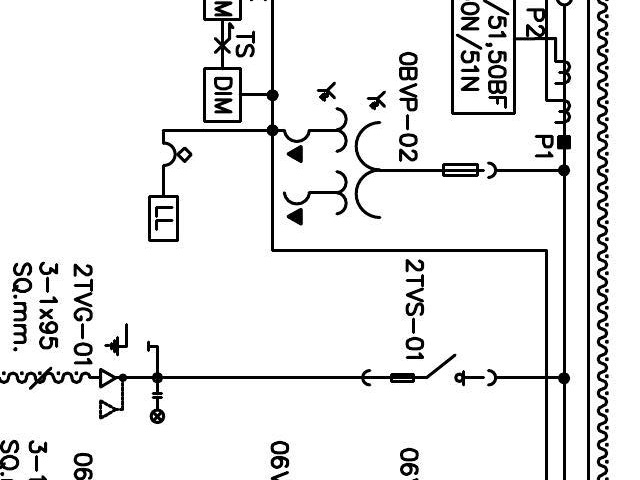 P2
/51,50BF
0N/51N
P1
TS
1
M
DIM
0BVP-02
LL
2TVS-01
2TVG-01
3-1x95
SQ.mm.
06V
06
06
3-1
SQ.m